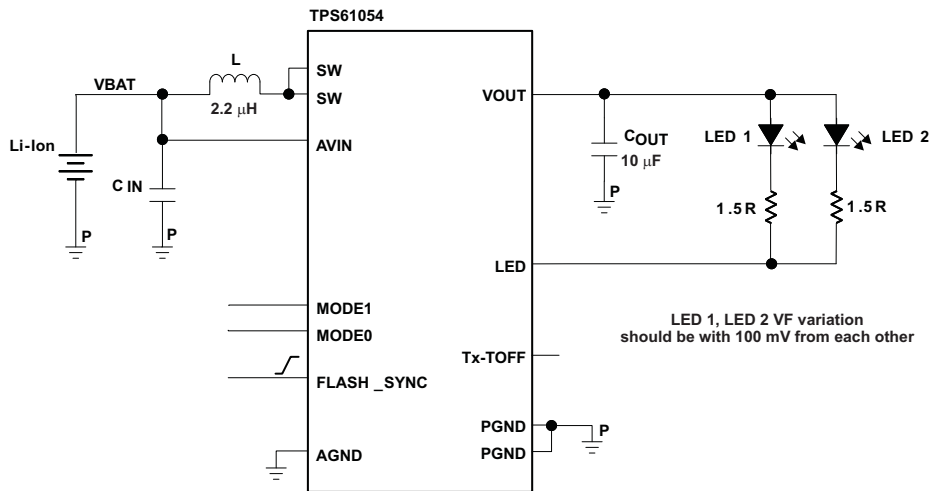 TPS61054
L
VBAT
2.2 μH
SW
SW
AVIN
Li-Ion
C IN
P
P
MODE1
MODE0
FLASH _SYNC
AGND
VOUT
COUT
10 μF
P
LED 1
LED 2
1.5R
1.5R
LED
LED 1, LED 2 VF variation
should be with 100 mV from each other
Tx-TOFF
PGND
PGND
P